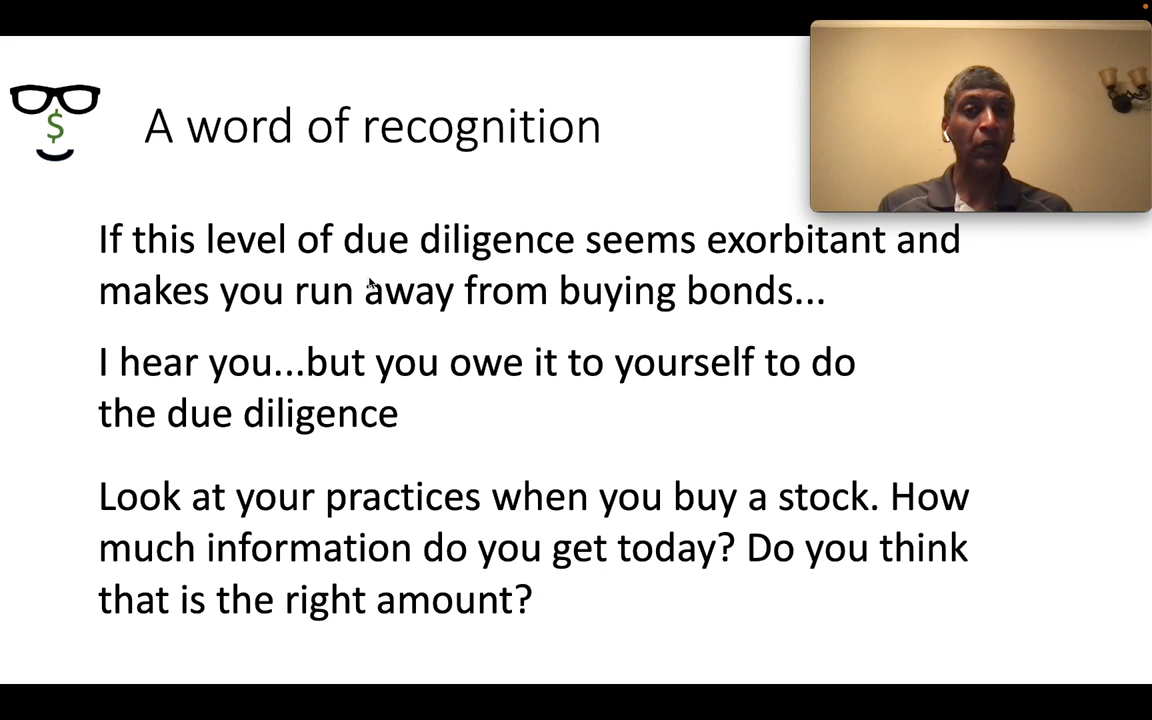 $
A word of recognition
If this level of due diligence seems exorbitant and
makes you run away from buying bonds...
I hear you...but you owe it to yourself to do
the due diligence
Look at your practices when you buy a stock. How
much information do you get today? Do you think
that is the right amount?